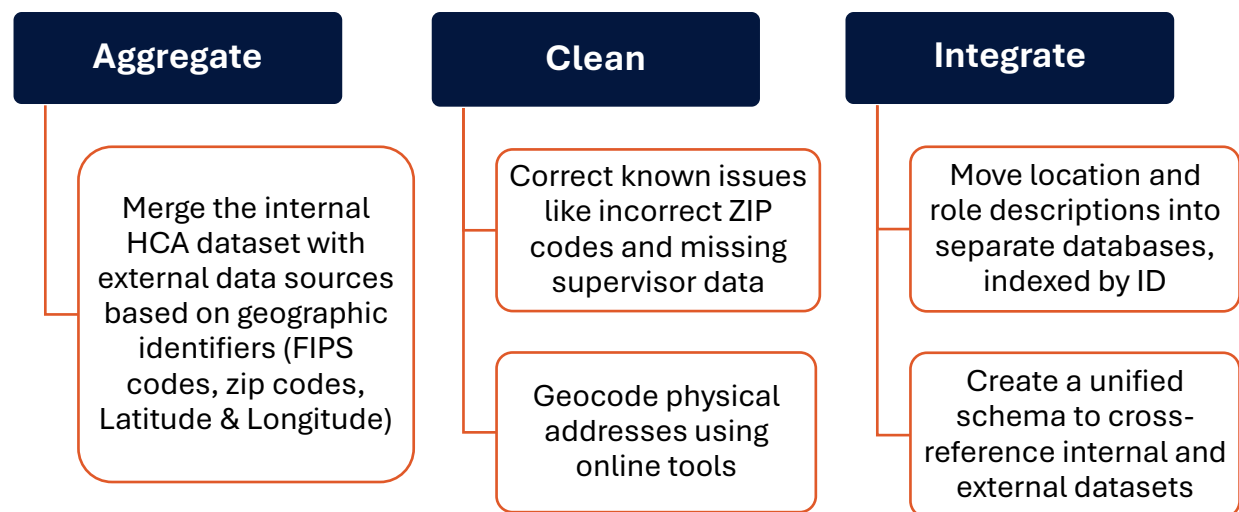 Aggregate
Merge the internal
HCA dataset with
external data sources
based on geographic
identifiers (FIPS
codes, zip codes,
Latitude & Longitude)
Clean
Correct known issues
like incorrect ZIP
codes and missing
supervisor data
Geocode physical
addresses using
online tools
Integrate
Move location and
role descriptions into
separate databases,
indexed by ID
Create a unified
schema to cross-
reference internal and
external datasets